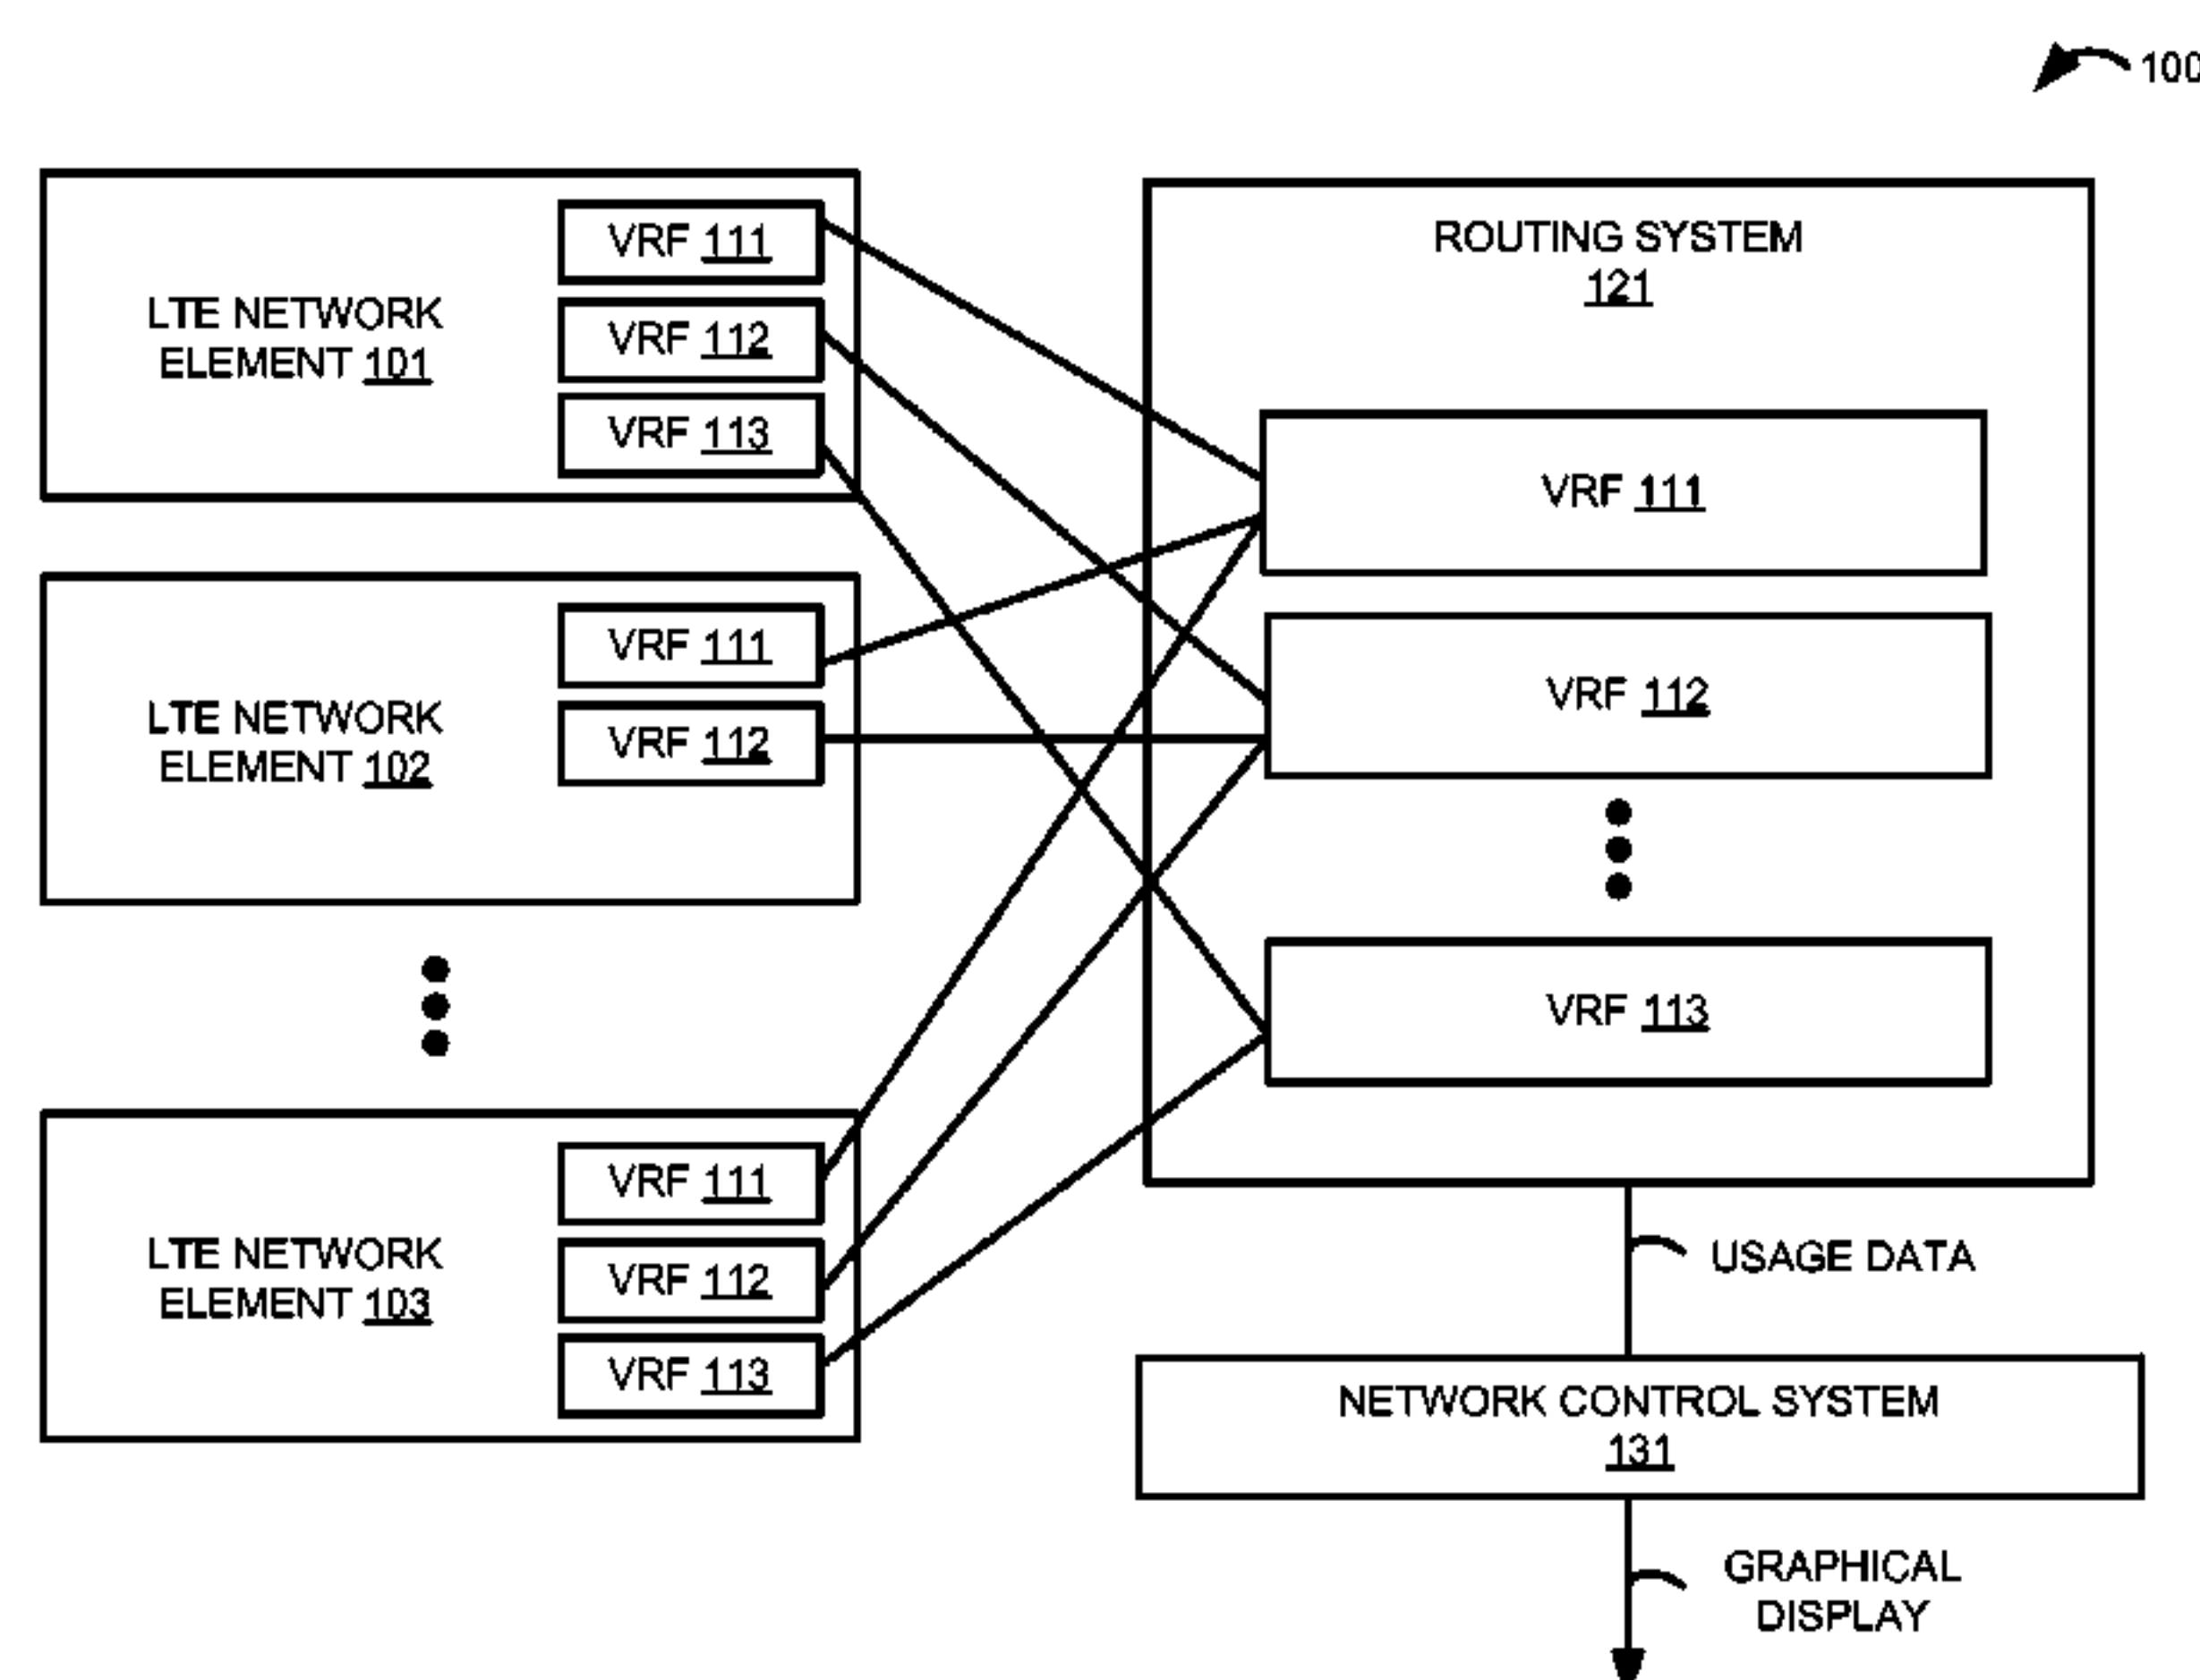 100
VRF 111
VRF 112
VRF 113
LTE NETWORK
ELEMENT 101
VRF 111
VRF 112
LTE NETWORK
ELEMENT 102
VRF 111
VRF 112
VRF 113
LTE NETWORK
ELEMENT 103
ROUTING SYSTEM
121
VRF 111
VRF 112
VRF 113
USAGE DATA
NETWORK CONTROL SYSTEM
131
GRAPHICAL
DISPLAY